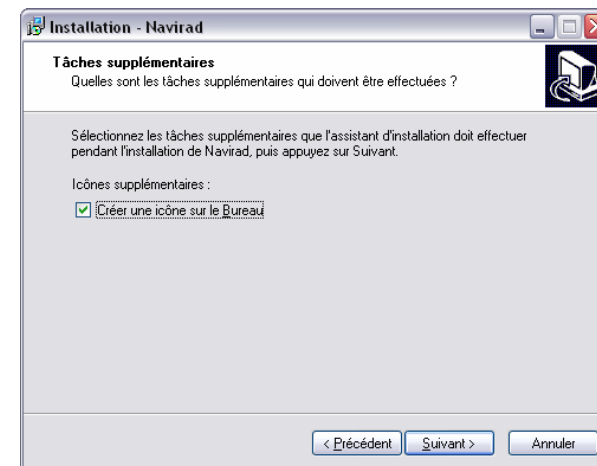 Installation - Navirad
Tâches supplémentaires
Quelles sont les tâches supplémentaires qui doivent être effectuées ?
Sélectionnez les tâches supplémentaires que l'assistant d'installation doit effectuer
pendant l'installation de Navirad, puis appuyez sur Suivant.
Icônes supplémentaires :
Créer une icône sur le Bureau
< Précédent Suivant > Annuler